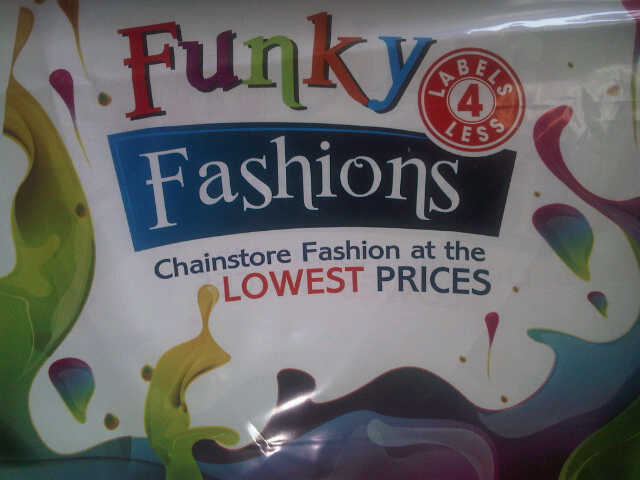 Funky
LABELS
4
LESS
Fashions
Chainstore Fashion at the
LOWEST PRICES